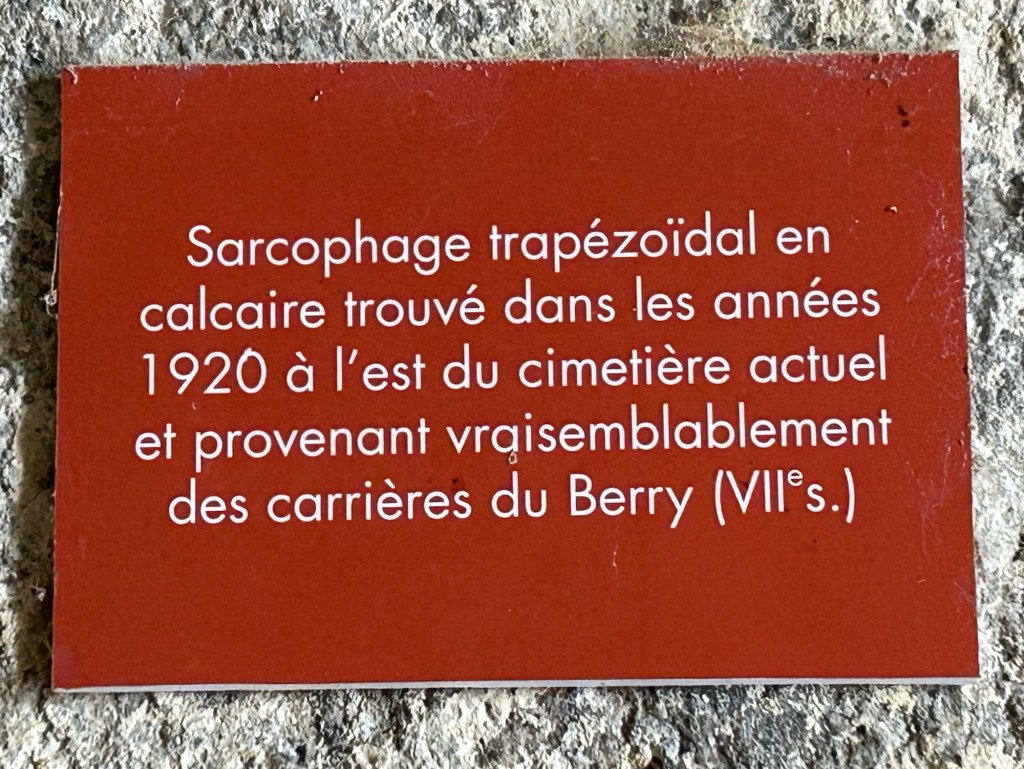 Sarcophage trapézoïdal en
calcaire trouvé dans les années
1920 à l'est du cimetière actuel
et provenant vraisemblablement
des carrières du Berry (VIIᵉs.)